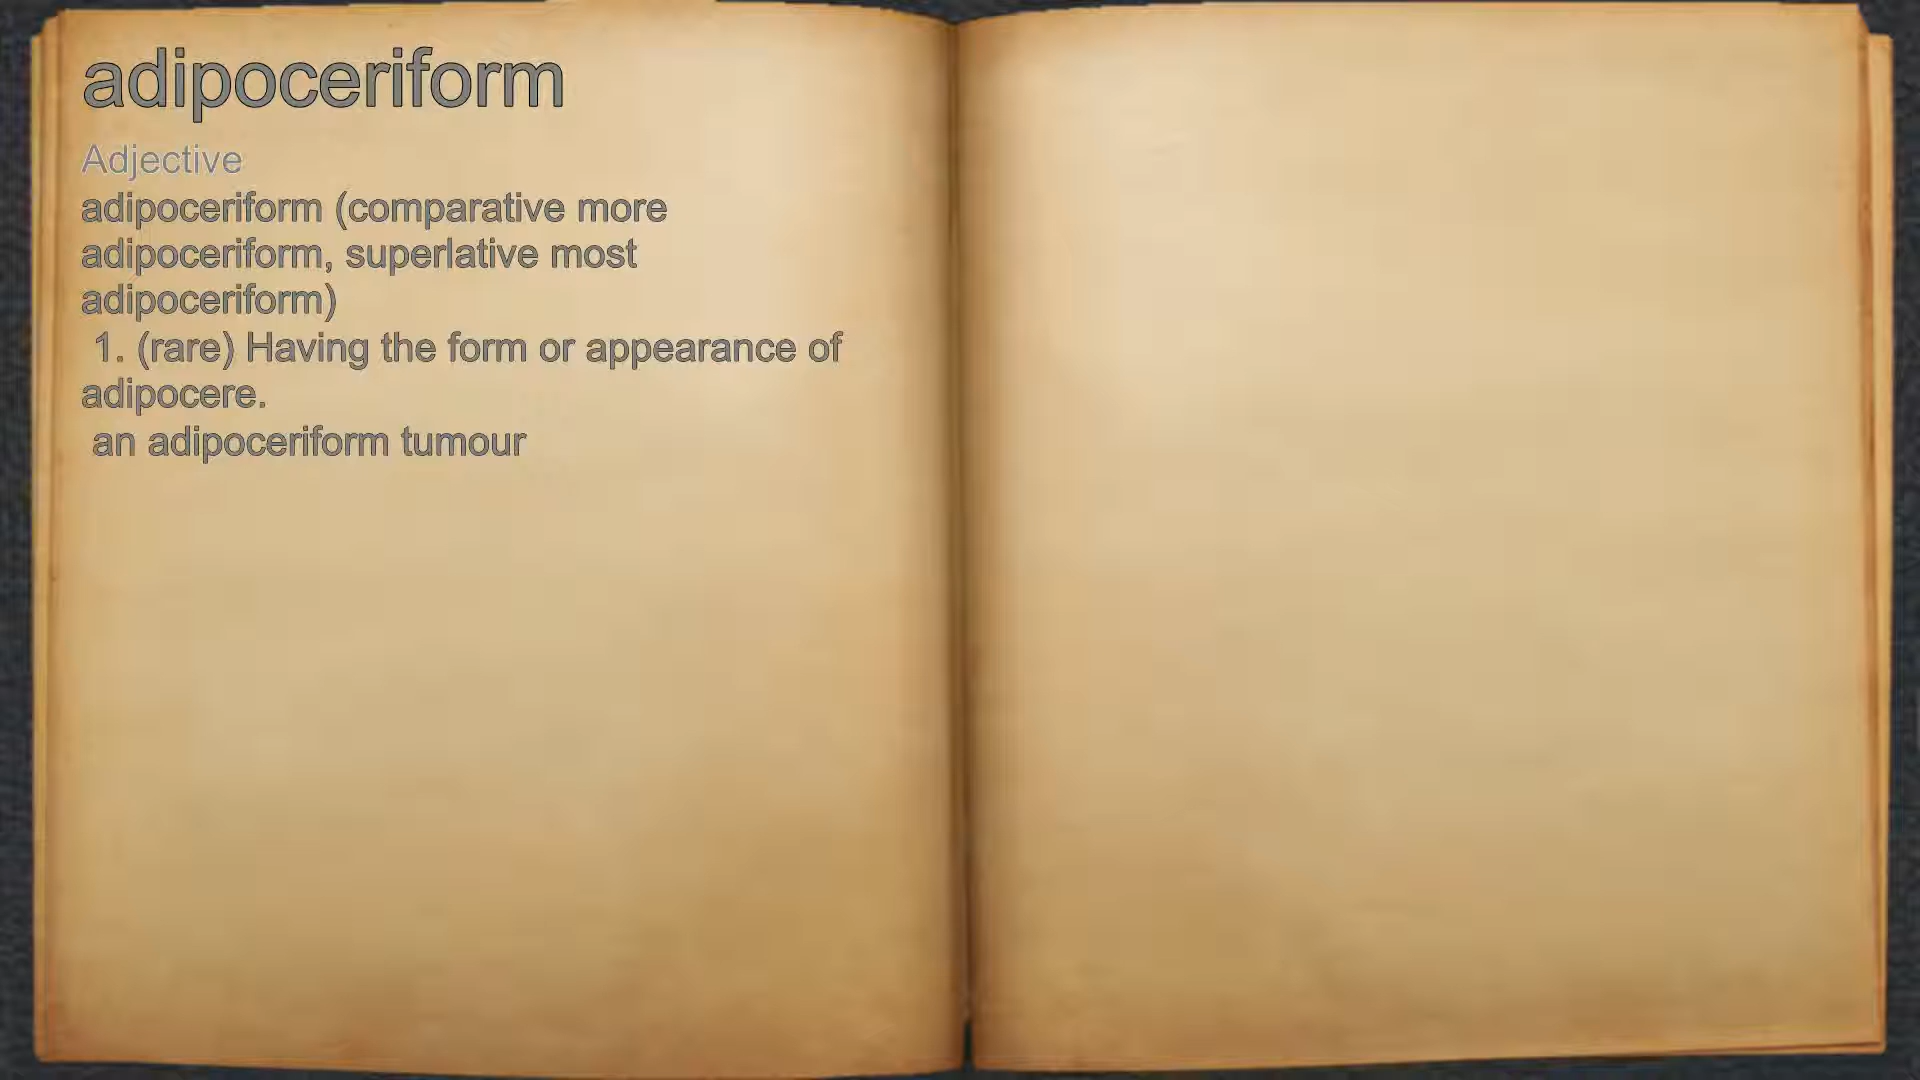 adipoceriform
Adjective
adipoceriform (comparative more
adipoceriform, superlative most
adipoceriform)
1. (rare) Having the form or appearance of
adipocere.
an adipoceriform tumour